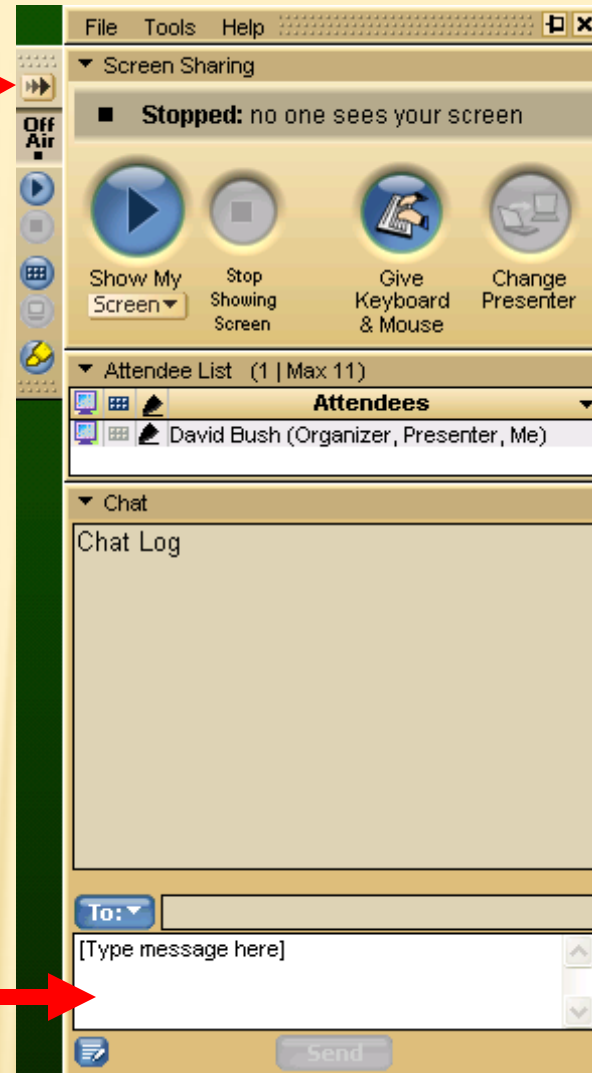 File Tools Help
Screen Sharing
Off
Air
Stopped: no one sees your screen
Show My
Screen
Stop
Showing
Screen
Give
Keyboard
& Mouse
Change
Presenter
Attendee List (1 | Max 11)
Attendees
David Bush (Organizer, Presenter, Me)
Chat
Chat Log
To:
[Type message here]
Send